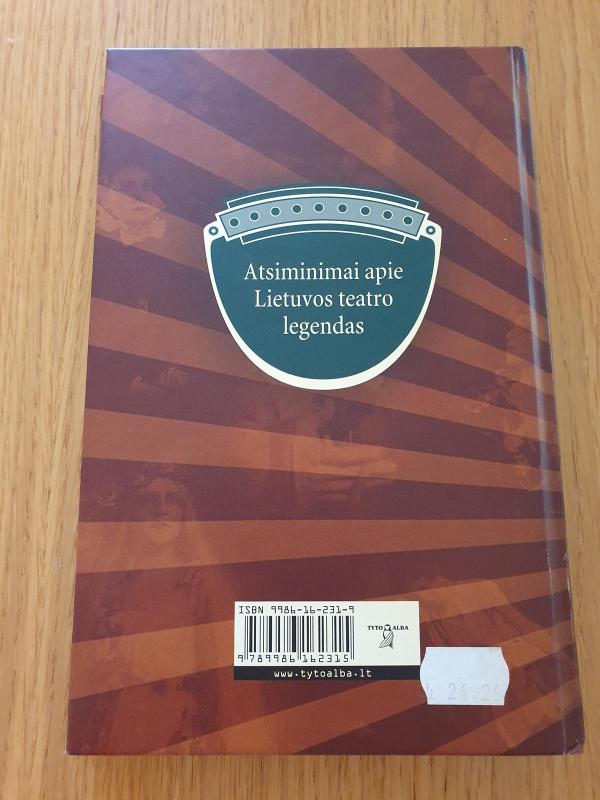 Atsiminimai apie
Lietuvos teatro
legendas
ISBN 9986-16-231-9
TYTO ALBA
9 789986 162315
www.tytoalba.lt